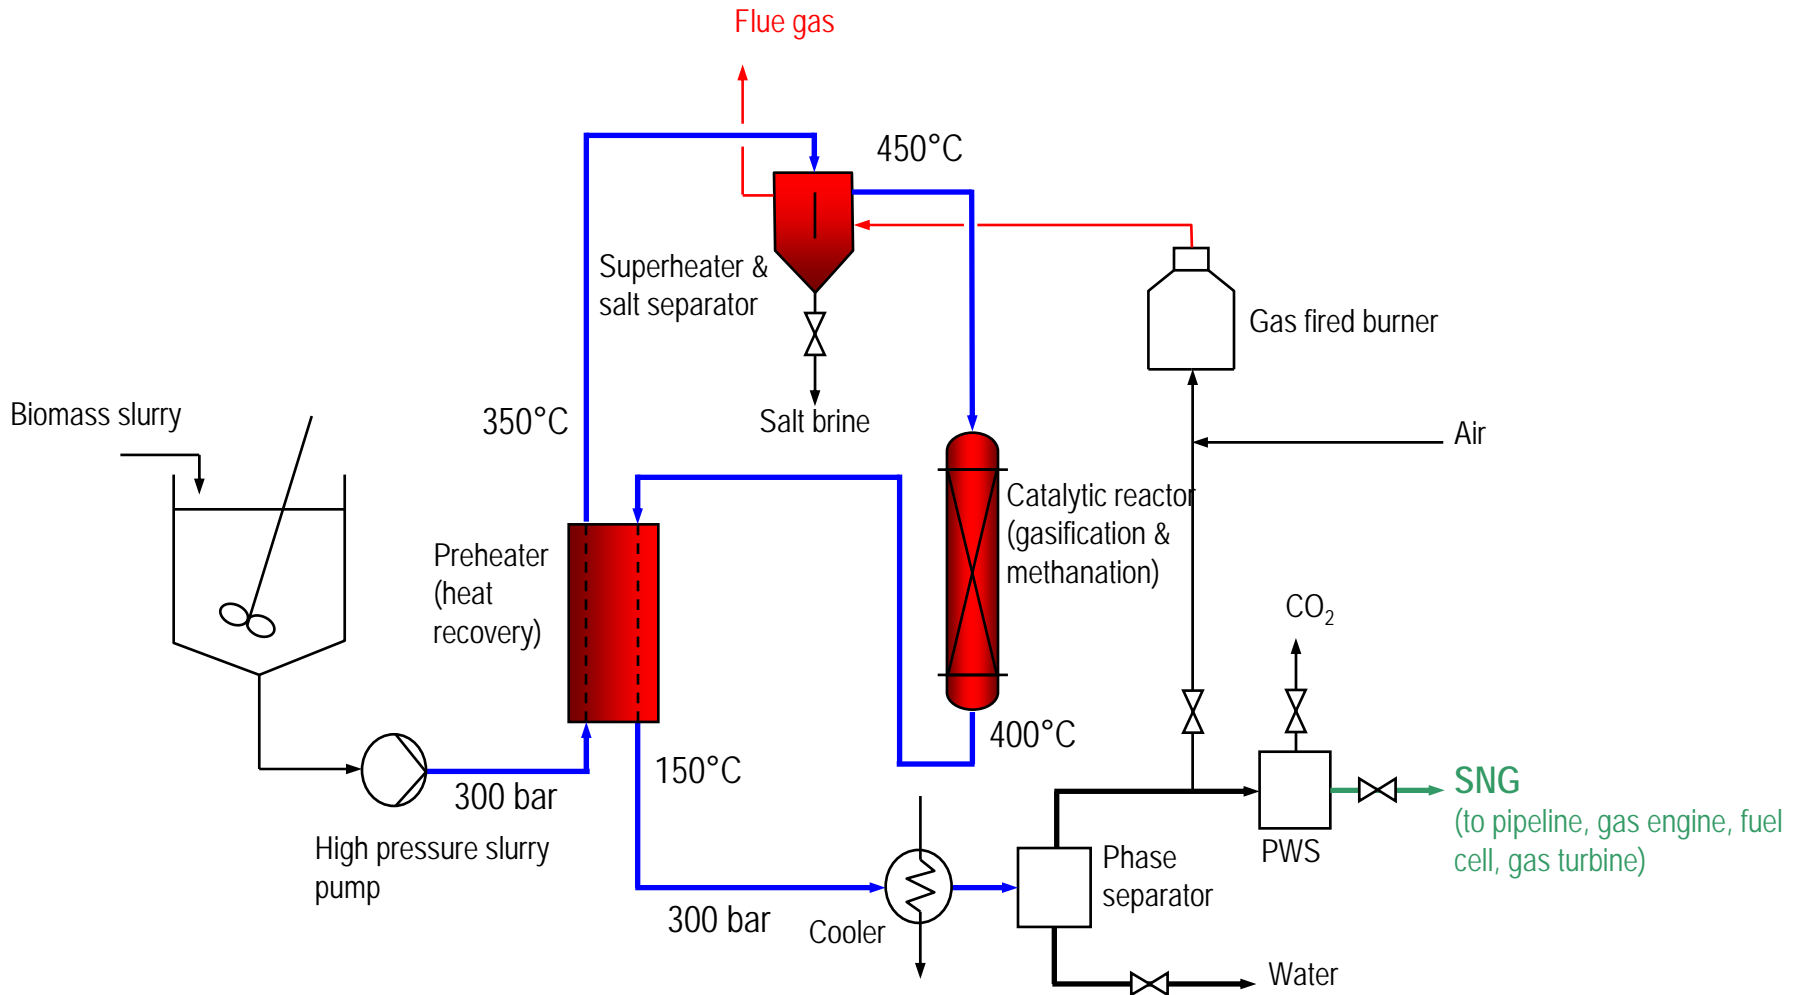 Flue gas
450°C
Superheater &
salt separator
Gas fired burner
Biomass slurry
350°C
Salt brine
Air
Catalytic reactor
(gasification &
methanation)
Preheater
(heat
recovery)
CO₂
400°C
150°C
300 bar
SNG
(to pipeline, gas engine, fuel
cell, gas turbine)
High pressure slurry
pump
PWS
Phase
separator
300 bar
Cooler
Water